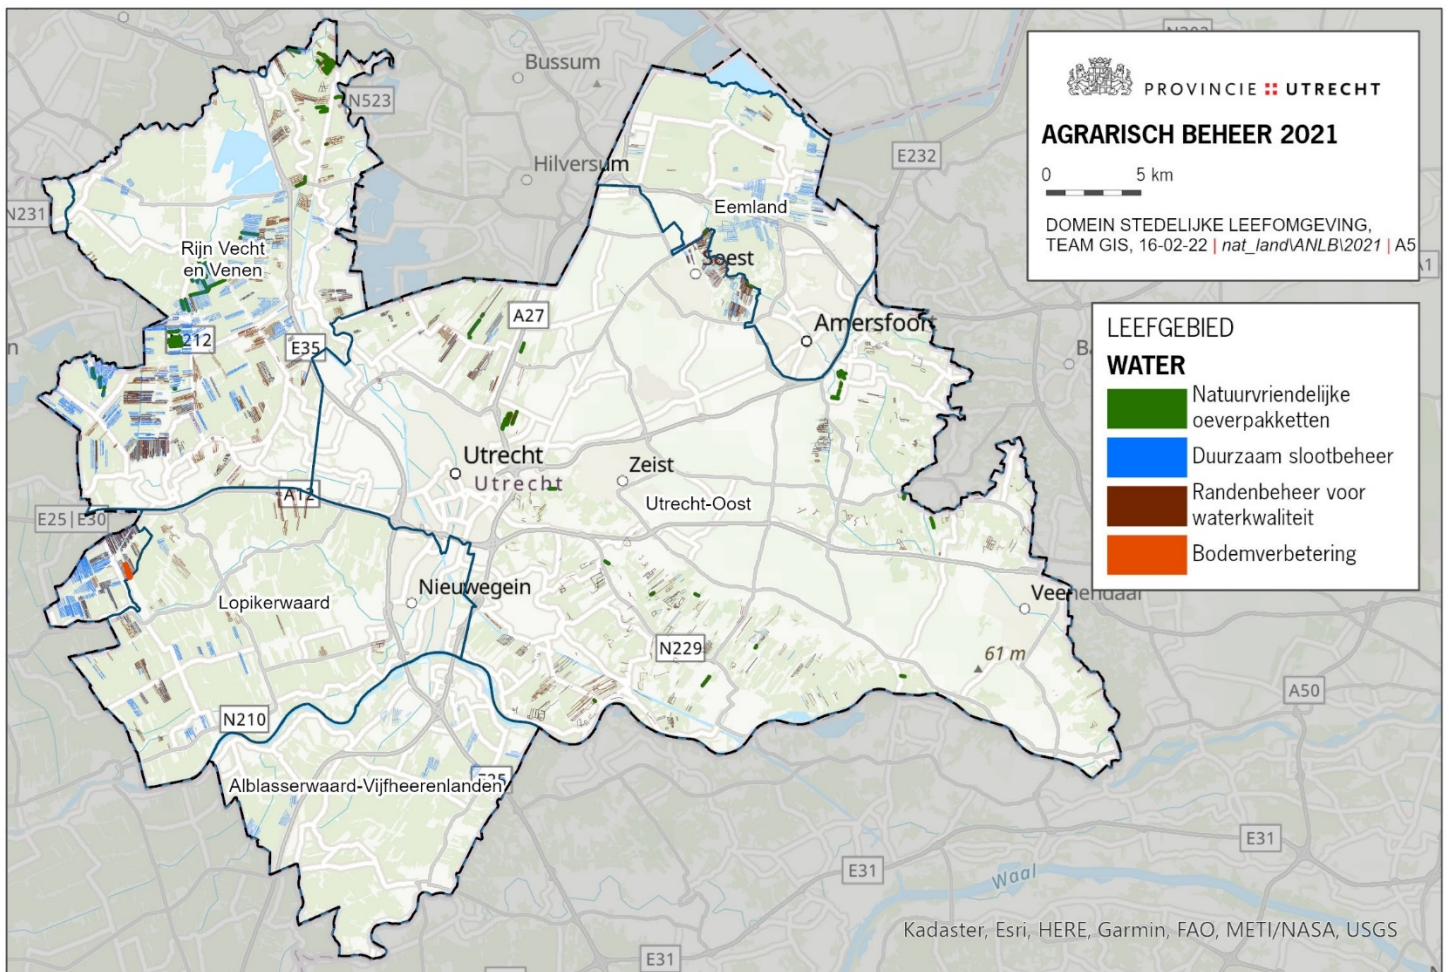 N302
Bussum
N523
Hilversum
E232
N231
Eemland
Rijn Vecht
en Venen
Soest
A27
Amersfoort
212
E35
Utrecht
Utrecht
Zeist
Utrecht-Oost
A12
E25|E30
Nieuwegein
Lopikerwaard
Veenendaal
N229
61 m
A50
N210
Alblasserwaard-Vijfheerenlanden
E31
E31
Waal
E31
PROVINCIE UTRECHT
AGRARISCH BEHEER 2021
0 5 km
DOMEIN STEDELIJKE LEEFOMGEVING,
TEAM GIS, 16-02-22 | nat_land\ANLB\2021 | A5
A1
LEEFGEBIED
WATER
Natuurvriendelijke
oeverpakketten
Duurzaam slootbeheer
Randenbeheer voor
waterkwaliteit
Bodemverbetering
Kadaster, Esri, HERE, Garmin, FAO, METI/NASA, USGS